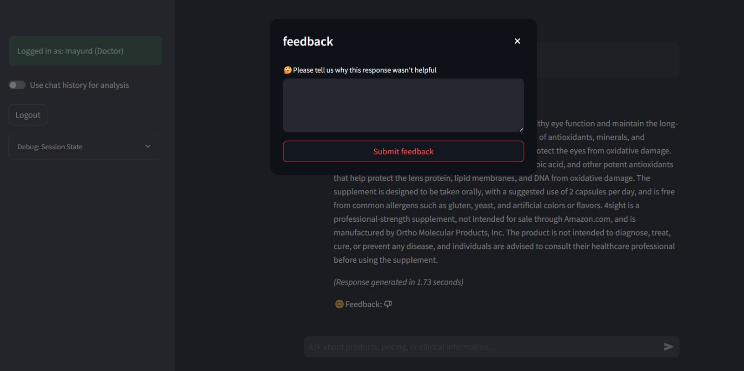 Logged in as: mayurd (Doctor)
Use chat history for analysis
Logout
Debug: Session State
feedback
🤔Please tell us why this response wasn't helpful
Submit feedback
thy eye function and maintain the long-
of antioxidants, minerals, and
otect the eyes from oxidative damage.
oic acid, and other potent antioxidants
that help protect the lens protein, lipid membranes, and DNA from oxidative damage. The
supplement is designed to be taken orally, with a suggested use of 2 capsules per day, and is free
from common allergens such as gluten, yeast, and artificial colors or flavors. 4sight is a
professional-strength supplement, not intended for sale through Amazon.com, and is
manufactured by Ortho Molecular Products, Inc. The product is not intended to diagnose, treat,
cure, or prevent any disease, and individuals are advised to consult their healthcare professional
before using the supplement.
(Response generated in 1.73 seconds)
Feedback:
Ask about products, pricing, or clinical information...